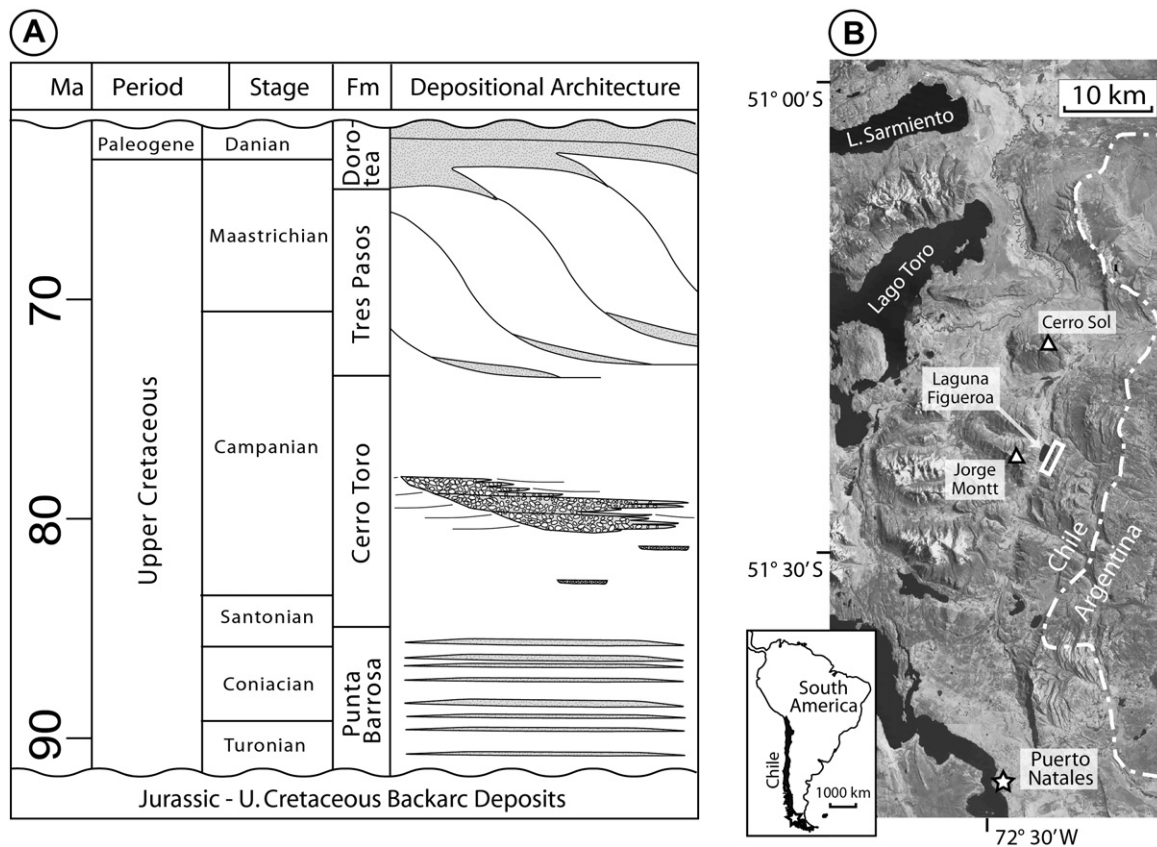 A
Ma
Period
Stage
Fm
Depositional Architecture
Paleogene
Danian
Doro-
tea
Maastrichian
70
Tres Pasos
Upper Cretaceous
Campanian
80
Cerro Toro
Santonian
Coniacian
Punta
Barrosa
90
Turonian
Jurassic - U. Cretaceous Backarc Deposits
B
51° 00' S
10 km
L. Sarmiento
Lago Toro
Cerro Sol
Laguna
Figueroa
Jorge
Montt
51° 30' S
Chile
Argentina
South
America
Chile
1000 km
Puerto
Natales
72° 30' W